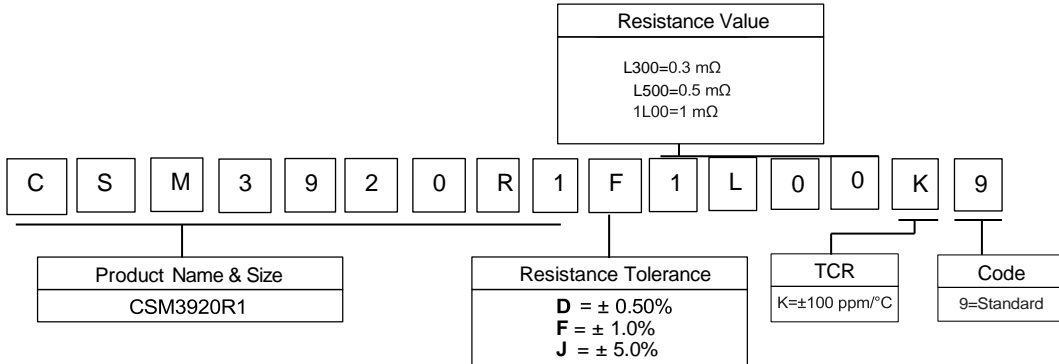 Resistance Value
L300=0.3 mΩ
L500=0.5 mΩ
1L00=1 mΩ
C S M 3 9 2 0 R 1 F 1 L 0 0 K 9
Product Name & Size
CSM3920R1
Resistance Tolerance
D = ± 0.50%
F = ± 1.0%
J = ± 5.0%
TCR
K=±100 ppm/°C
Code
9=Standard